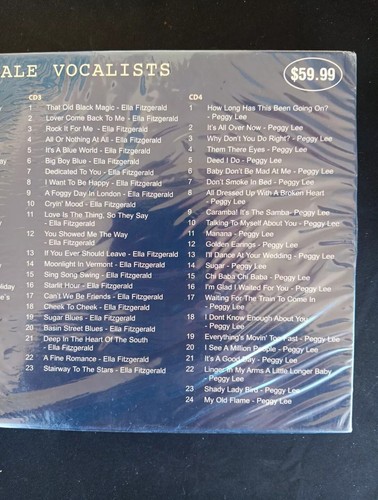 ALE VOCALISTS
$59.99
CD3
1 That Did Black Magic - Ella Fitzgerald
2 Lover Come Back To Me - Ella Fitzgerald
3 Rock It For Me - Ella Fitzgerald
4 All Or Nothing At All - Ella Fitzgerald
5 It's A Blue World - Ella Fitzgerald
6 Big Boy Blue - Ella Fitzgerald
7 Dedicated To You - Ella Fitzgerald
8 I Want To Be Happy - Ella Fitzgerald
9 A Foggy Day in London - Ella Fitzgerald
10 Cryin' Mood - Ella Fitzgerald
11 Love Is The Thing, So They Say
- Ella Fitzgerald
12 You Showed Me The Way
- Ella Fitzgerald
13 If You Ever Should Leave - Ella Fitzgerald
14 Moonlight In Vermont - Ella Fitzgerald
15 Sing Song Swing - Ella Fitzgerald
16 Starlit Hour - Ella Fitzgerald
17 Can't We Be Friends - Ella Fitzgerald
18 Cheek To Cheek - Ella Fitzgerald
19 Sugar Blues - Ella Fitzgerald
20 Basin Street Blues - Ella Fitzgerald
21 Deep In The Heart Of The South
- Ella Fitzgerald
22 A Fine Romance - Ella Fitzgerald
23 Stairway To The Stars - Ella Fitzgerald
CD4
1 How Long Has This Been Going On?
- Peggy Lee
2 It's All Over Now - Peggy Lee
3 Why Don't You Do Right? - Peggy Lee
4 Them There Eyes - Peggy Lee
5 Deed I Do - Peggy Lee
6 Baby Don't Be Mad At Me - Peggy Lee
7 Don't Smoke In Bed - Peggy Lee
8 All Dressed Up With A Broken Heart
- Peggy Lee
9 Caramba! It's The Samba- Peggy Lee
10 Talking To Myself About You - Peggy Lee
11 Manana - Peggy Lee
12 Golden Earings - Peggy Lee
13 I'll Dance At Your Wedding - Peggy Lee
14 Sugar - Peggy Lee
15 Chi Baba Chi Baba - Peggy Lee
16 I'm Glad I Waited For You - Peggy Lee
17 Waiting For The Train To Come In
- Peggy Lee
18 I Dont Know Enough About You
- Peggy Lee
19 Everything's Movin' Too Fast - Peggy Lee
20 I See A Million People - Peggy Lee
21 It's A Good Day - Peggy Lee
22 Linger In My Arms A Little Longer Baby
- Peggy Lee
23 Shady Lady Bird - Peggy Lee
24 My Old Flame - Peggy Lee